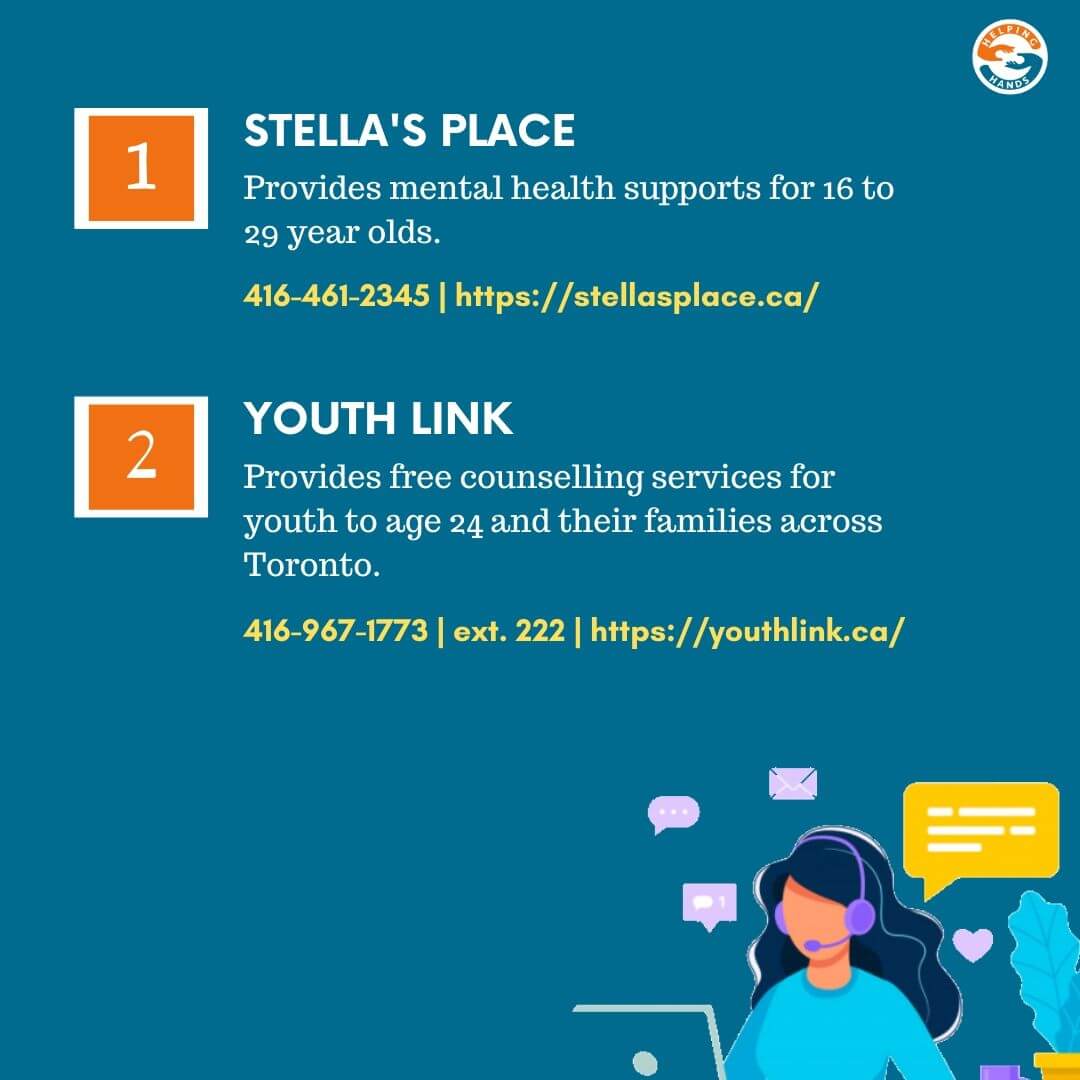 HELPING
HANDS
1
STELLA'S PLACE
Provides mental health supports for 16 to
29 year olds.
416-461-2345 | https://stellasplace.ca/
2
YOUTH LINK
Provides free counselling services for
youth to age 24 and their families across
Toronto.
416-967-1773 | ext. 222 | https://youthlink.ca/
1